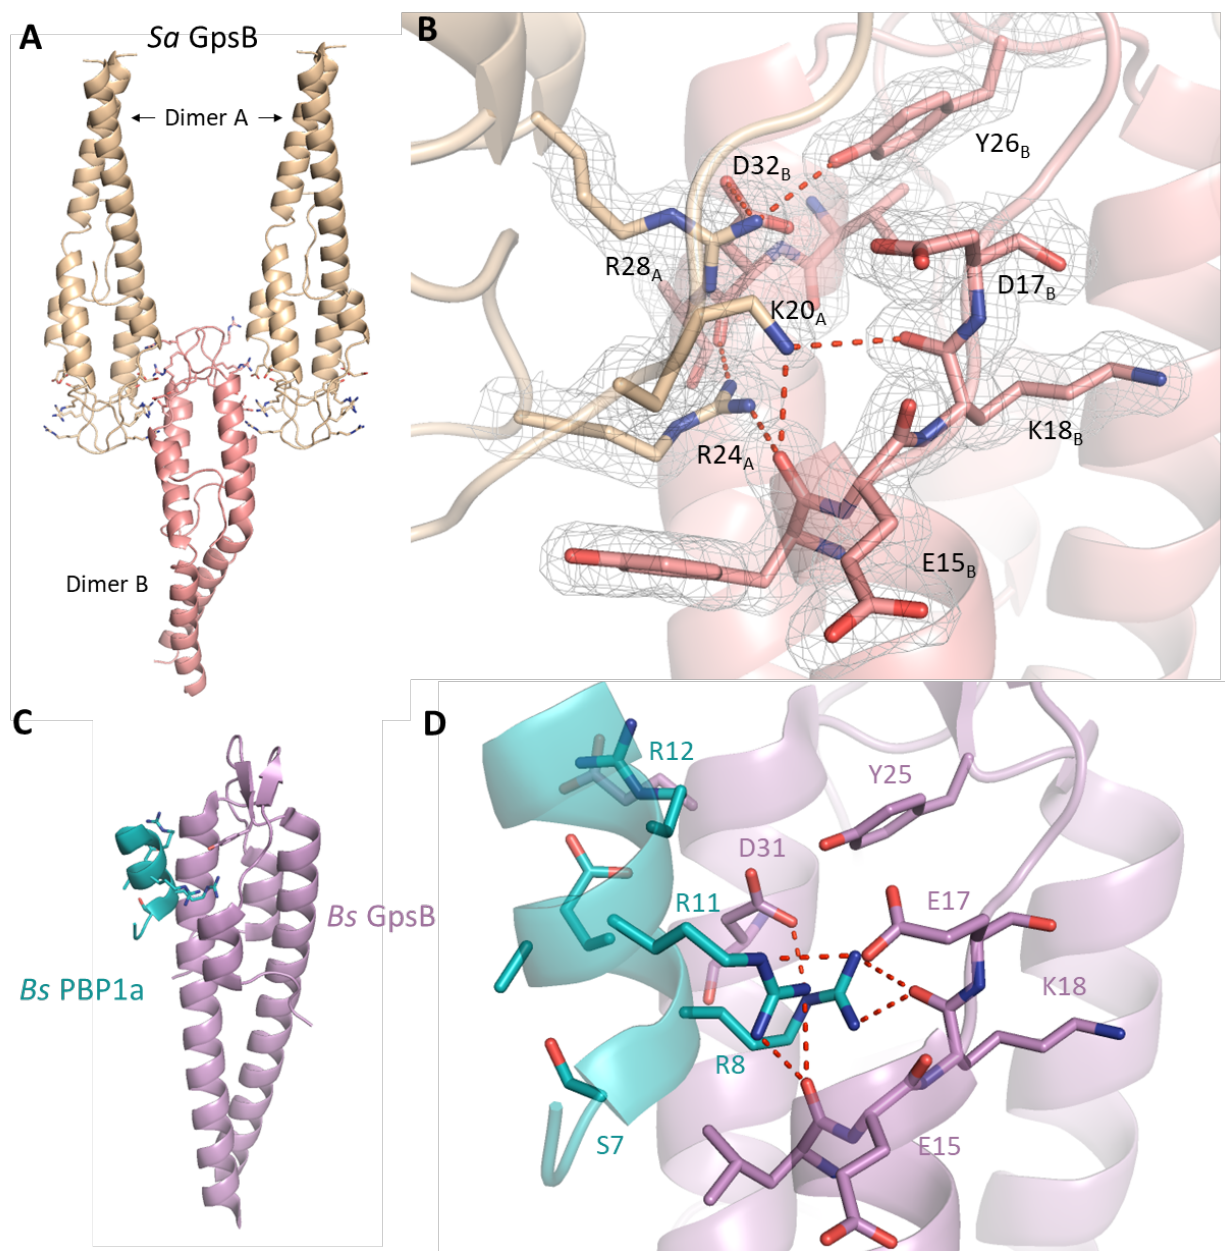 A
Sa GpsB
Dimer A
Dimer B
B
Y26B
D32B
R28A
D17B
K20A
K18B
R24A
E15B
C
Bs GpsB
Bs PBP1a
D
R12
Y25
D31
R11
E17
K18
R8
S7
E15